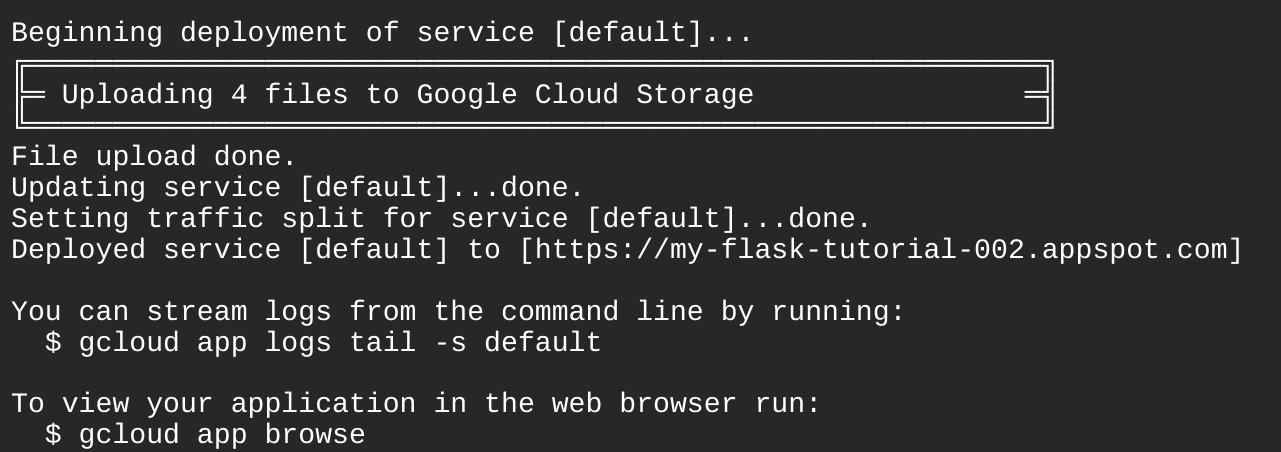 Beginning deployment of service [default]...
Uploading 4 files to Google Cloud Storage
File upload done.
Updating service [default]...done.
Setting traffic split for service [default]...done.
Deployed service [default] to [https://my-flask-tutorial-002.appspot.com]
You can stream logs from the command line by running:
  $ gcloud app logs tail -s default
To view your application in the web browser run:
  $ gcloud app browse